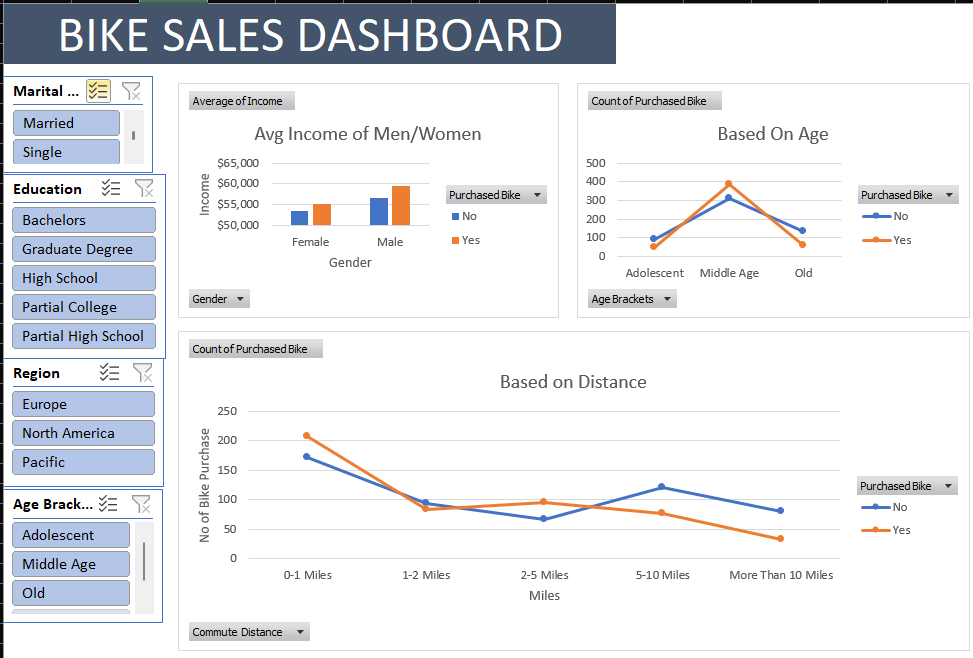 BIKE SALES DASHBOARD
Marital ...
Married
Single
Education
Bachelors
Graduate Degree
High School
Partial College
Partial High School
Region
Europe
North America
Pacific
Age Brack...
Adolescent
Middle Age
Old
Average of Income
Avg Income of Men/Women
Income
$65,000
$60,000
$55,000
$50,000
Female
Male
Gender
Purchased Bike
No
Yes
Gender
Count of Purchased Bike
Based On Age
500
400
300
200
100
0
Adolescent
Middle Age
Old
Purchased Bike
No
Yes
Age Brackets
Count of Purchased Bike
Based on Distance
No of Bike Purchase
250
200
150
100
50
0
0-1 Miles
1-2 Miles
2-5 Miles
5-10 Miles
More Than 10 Miles
Miles
Purchased Bike
No
Yes
Commute Distance